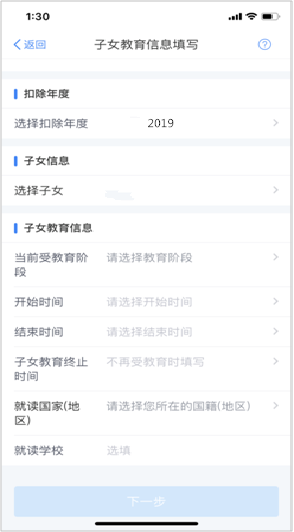 1:30
返回 子女教育信息填写
扣除年度
选择扣除年度 2019
子女信息
选择子女
子女教育信息
当前受教育阶 请选择教育阶段
段
开始时间 请选择开始时间
结束时间 请选择结束时间
子女教育终止 不再受教育时填写
时间
就读国家(地 请选择您所在的国籍(地区)
区)
就读学校 选填
下一步